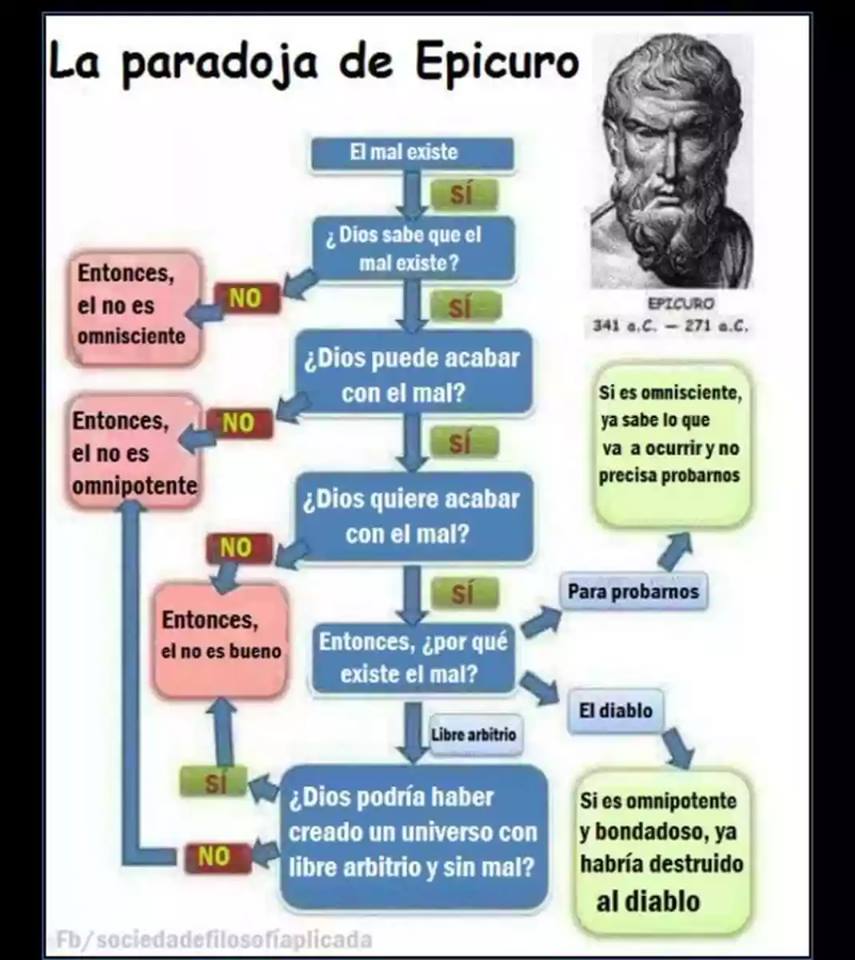 La paradoja de Epicuro
El mal existe
SÍ
¿Dios sabe que el
mal existe?
NO
Entonces,
el no es
omnisciente
SÍ
EPICURO
341 a.C. – 271 a.C.
¿Dios puede acabar
con el mal?
NO
Entonces,
el no es
omnipotente
SÍ
¿Dios quiere acabar
con el mal?
NO
Entonces,
el no es bueno
SÍ
Entonces, ¿por qué
existe el mal?
Para probarnos
Si es omnisciente,
ya sabe lo que
va a ocurrir y no
precisa probarnos
El diablo
Si es omnipotente
y bondadoso, ya
habría destruido
al diablo
Libre arbitrio
¿Dios podría haber
creado un universo con
libre arbitrio y sin mal?
SÍ
NO
Fb/sociedadefilosofiaplicada